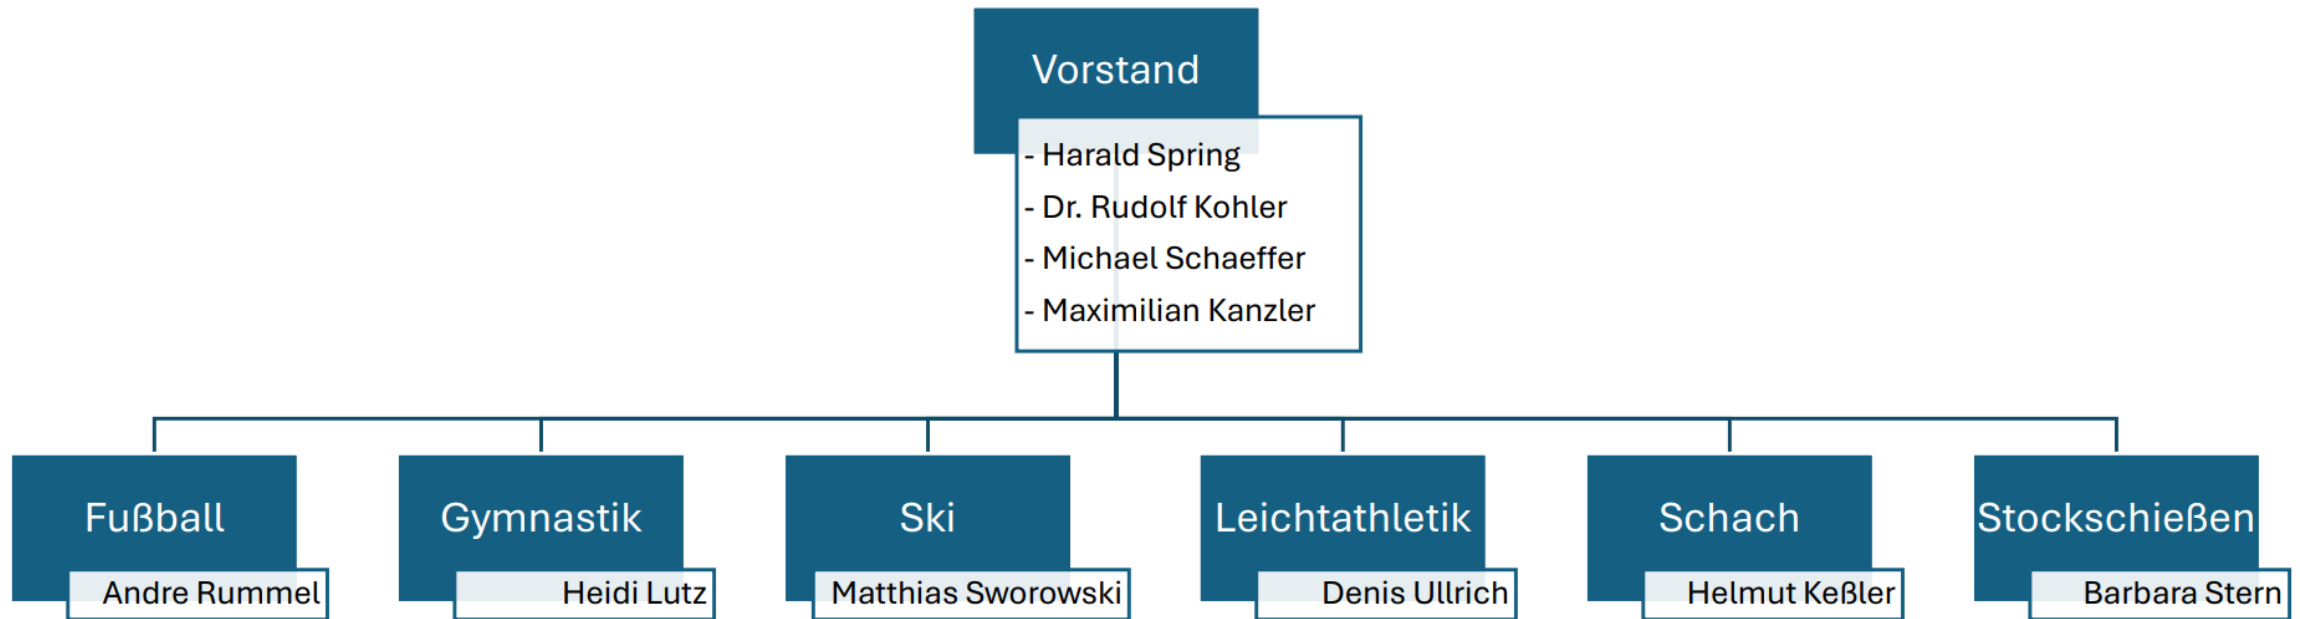 Vorstand
- Harald Spring
- Dr. Rudolf Kohler
- Michael Schaeffer
- Maximilian Kanzler
Fußball
Andre Rummel
Gymnastik
Heidi Lutz
Ski
Matthias Sworowski
Leichtathletik
Denis Ullrich
Schach
Helmut Keßler
Stockschießen
Barbara Stern